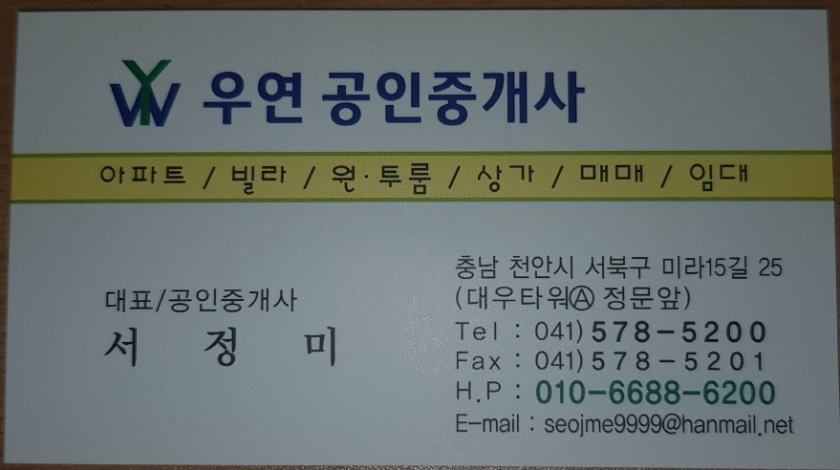 YW 우연 공인중개사
아파트 / 빌라 / 원·투룸 / 상가 / 매매 / 임대
대표/공인중개사
서 정 미
충남 천안시 서북구 미라15길 25
(대우타워Ⓐ 정문앞)
Tel : 041) 578-5200
Fax : 041) 578-5201
H.P : 010-6688-6200
E-mail : seojme9999@hanmail.net